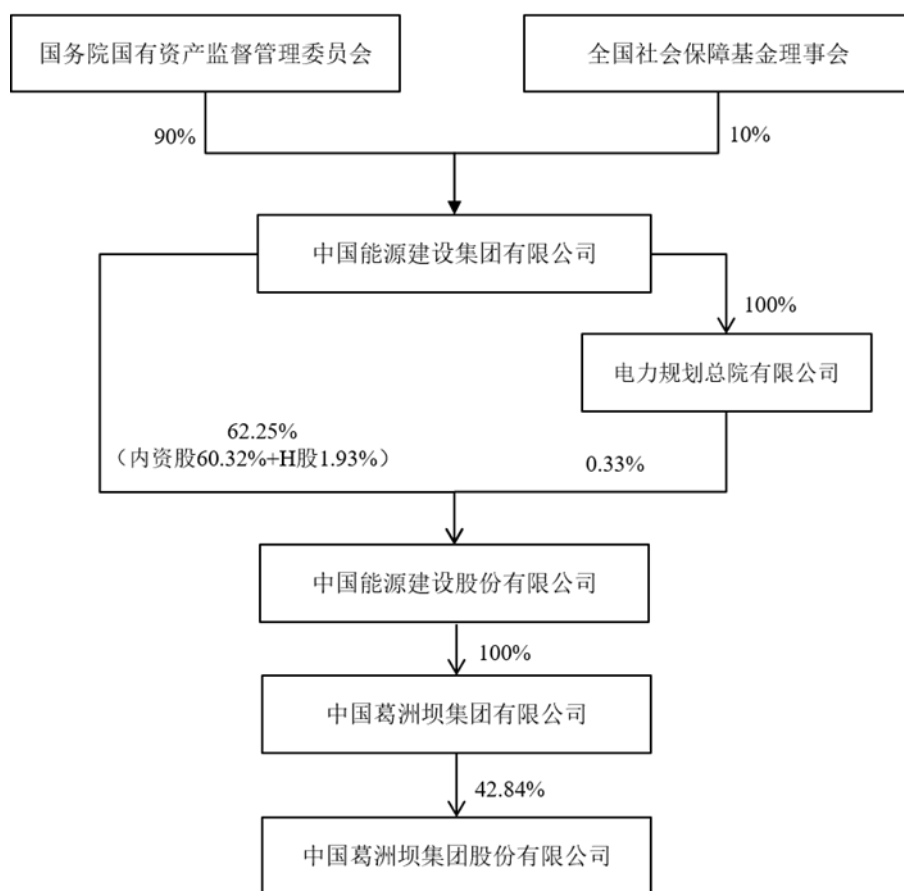 国务院国有资产监督管理委员会
全国社会保障基金理事会
90%
10%
中国能源建设集团有限公司
100%
电力规划总院有限公司
62.25%
（内资股60.32%+H股1.93%）
0.33%
中国能源建设股份有限公司
100%
中国葛洲坝集团有限公司
42.84%
中国葛洲坝集团股份有限公司